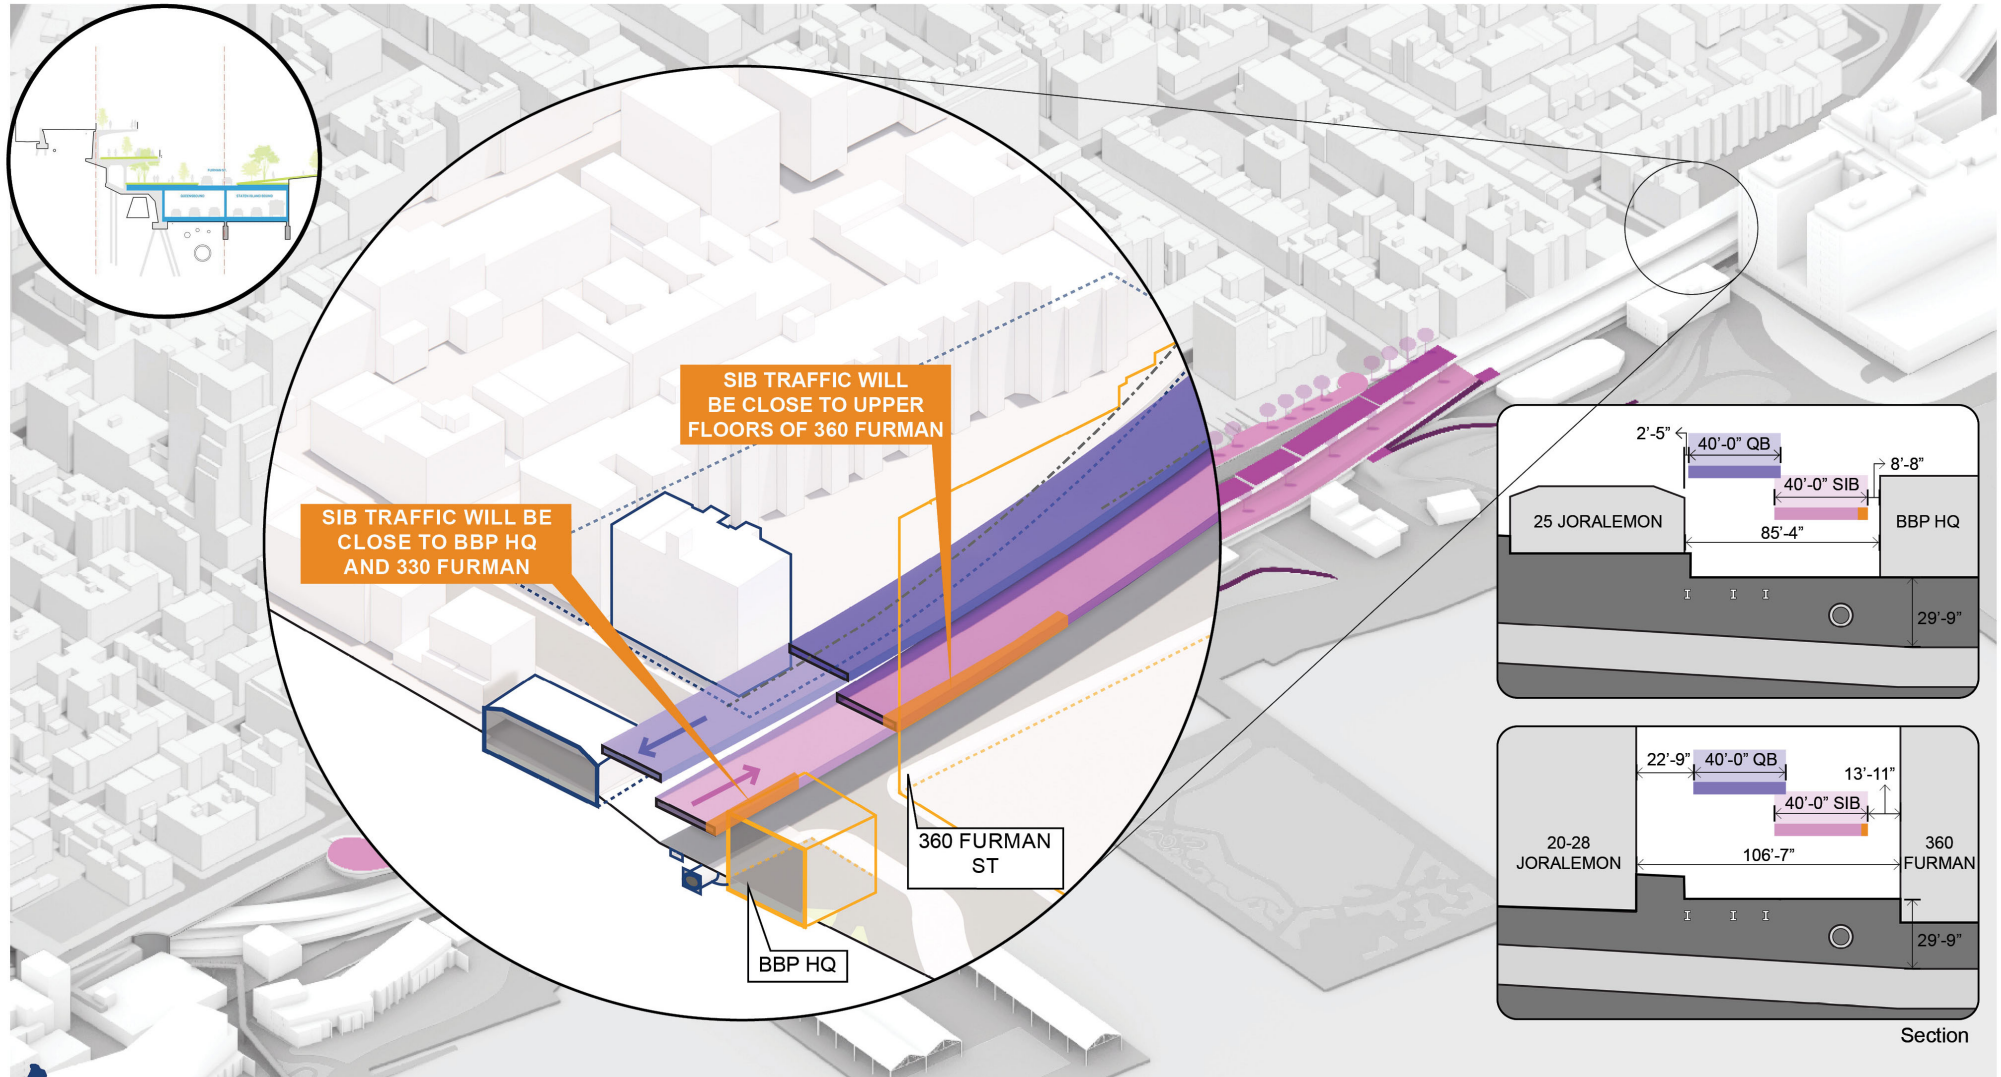 SIB TRAFFIC WILL
BE CLOSE TO UPPER
FLOORS OF 360 FURMAN
SIB TRAFFIC WILL BE
CLOSE TO BBP HQ
AND 330 FURMAN
360 FURMAN
ST
BBP HQ
2'-5"
40'-0" QB
8'-8"
40'-0" SIB
25 JORALEMON
BBP HQ
85'-4"
29'-9"
22'-9"
40'-0" QB
13'-11"
40'-0" SIB
20-28
JORALEMON
106'-7"
360
FURMAN
29'-9"
Section